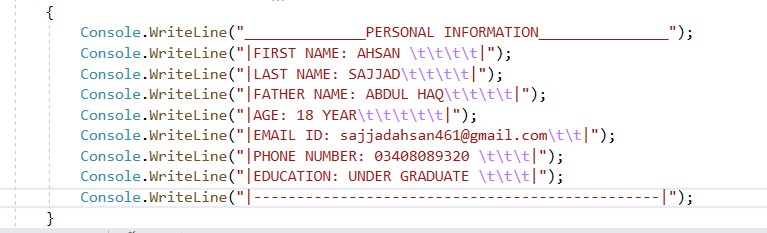 {
Console.WriteLine("______________PERSONAL INFORMATION_______________");
Console.WriteLine("|FIRST NAME: AHSAN \t\t\t\t|");
Console.WriteLine("|LAST NAME: SAJJAD\t\t\t\t|");
Console.WriteLine("|FATHER NAME: ABDUL HAQ\t\t\t\t|");
Console.WriteLine("|AGE: 18 YEAR\t\t\t\t\t|");
Console.WriteLine("|EMAIL ID: sajjadahsan461@gmail.com\t\t|");
Console.WriteLine("|PHONE NUMBER: 03408089320 \t\t\t|");
Console.WriteLine("|EDUCATION: UNDER GRADUATE \t\t\t|");
Console.WriteLine("|-----------------------------------------------|");
}